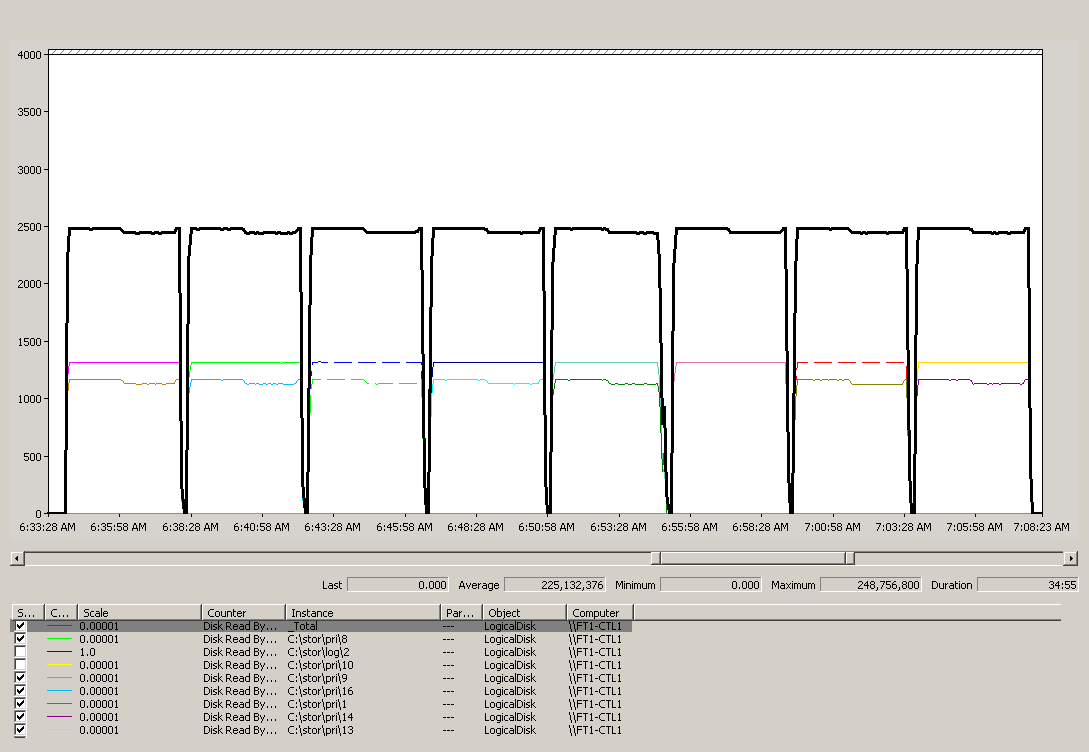 4000
3500
3000
2500
2000
1500
1000
500
0
6:33:28 AM 6:35:58 AM 6:38:28 AM 6:40:58 AM 6:43:28 AM 6:45:58 AM 6:48:28 AM 6:50:58 AM 6:53:28 AM 6:55:58 AM 6:58:28 AM 7:00:58 AM 7:03:28 AM 7:05:58 AM 7:08:23 AM
Last 0.000 Average 225,132,376 Minimum 0.000 Maximum 248,756,800 Duration 34:55
S... C... Scale Counter Instance Par... Object Computer
0.00001 Disk Read By... _Total --- LogicalDisk \\FT1-CTL1
0.00001 Disk Read By... C:\stor\pri\8 --- LogicalDisk \\FT1-CTL1
1.0 Disk Read By... C:\stor\log\2 --- LogicalDisk \\FT1-CTL1
0.00001 Disk Read By... C:\stor\pri\10 --- LogicalDisk \\FT1-CTL1
0.00001 Disk Read By... C:\stor\pri\9 --- LogicalDisk \\FT1-CTL1
0.00001 Disk Read By... C:\stor\pri\16 --- LogicalDisk \\FT1-CTL1
0.00001 Disk Read By... C:\stor\pri\1 --- LogicalDisk \\FT1-CTL1
0.00001 Disk Read By... C:\stor\pri\14 --- LogicalDisk \\FT1-CTL1
0.00001 Disk Read By... C:\stor\pri\13 --- LogicalDisk \\FT1-CTL1